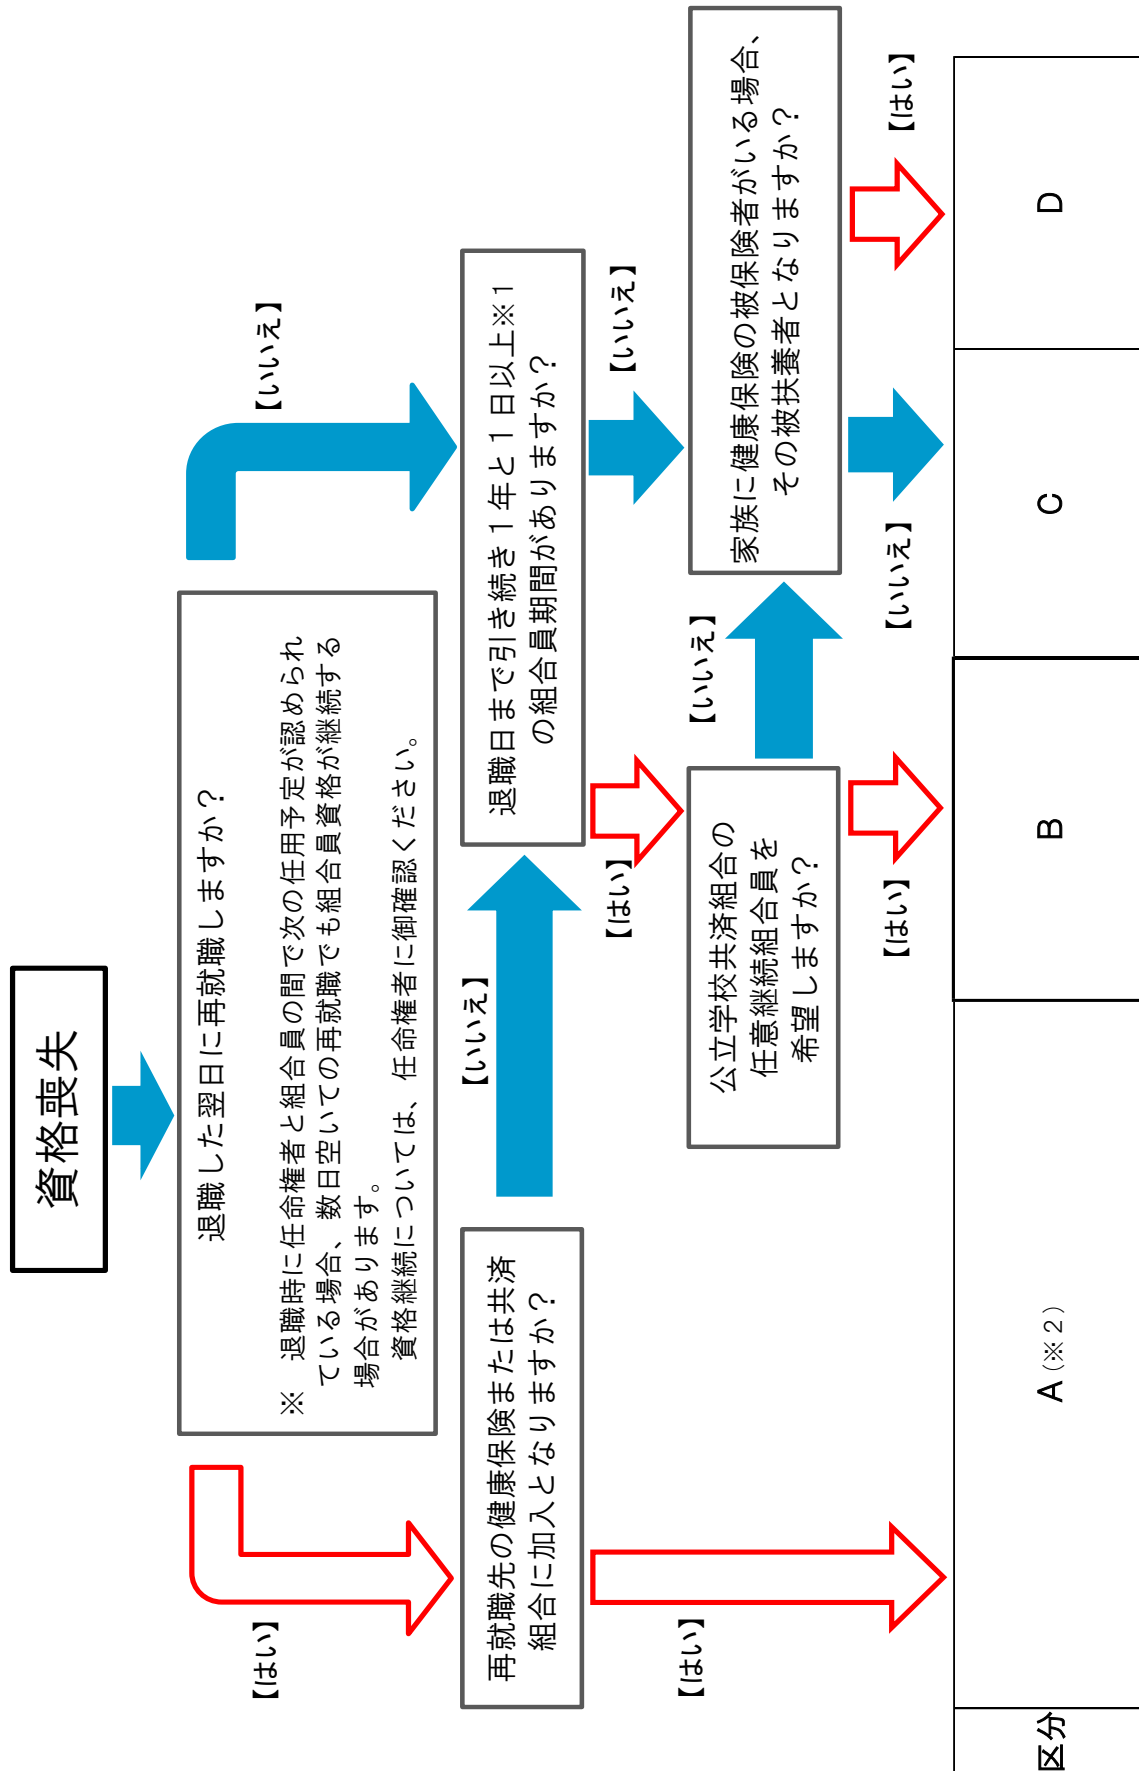 資格喪失
退職した翌日に再就職しますか？
※　退職時に任命権者と組合員の間で次の任用予定が認められ
ている場合、数日空いての再就職でも組合員資格が継続する
場合があります。
資格継続については、任命権者に御確認ください。
【はい】
【いいえ】
再就職先の健康保険または共済
組合に加入となりますか？
【いいえ】
退職日まで引き続き１年と１日以上※１
の組合員期間がありますか？
【はい】
【はい】
【いいえ】
公立学校共済組合の
任意継続組合員を
希望しますか？
【いいえ】
家族に健康保険の被保険者がいる場合、
その被扶養者となりますか？
【はい】
【いいえ】
【はい】
区分
A（※２）
B
C
D